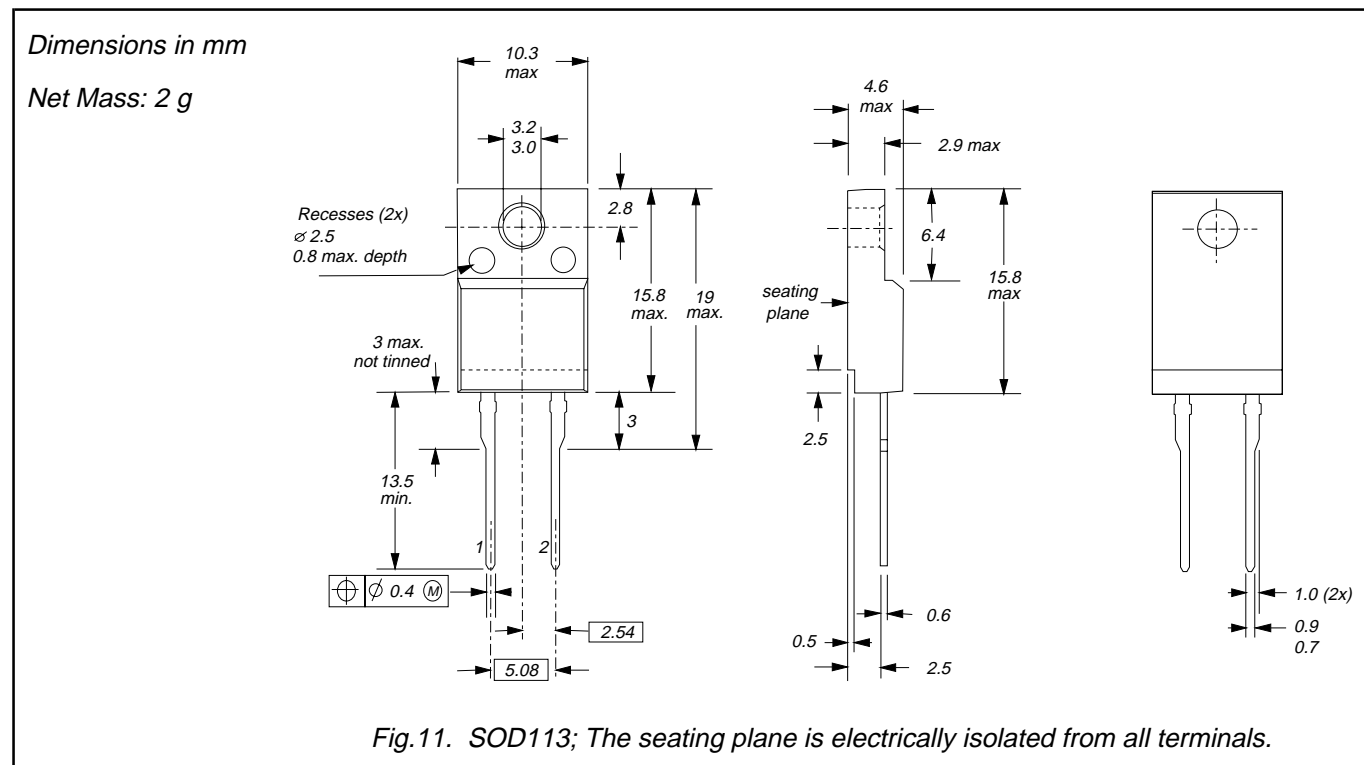 Dimensions in mm
Net Mass: 2 g
10.3
max
3.2
3.0
Recesses (2x)
⌀ 2.5
0.8 max. depth
2.8
15.8
max.
19
max.
3 max.
not tinned
3
13.5
min.
1
2
⌀ 0.4 Ⓜ
2.54
5.08
4.6
max
2.9 max
6.4
15.8
max
seating
plane
2.5
0.6
0.5
2.5
1.0 (2x)
0.9
0.7
Fig.11. SOD113; The seating plane is electrically isolated from all terminals.